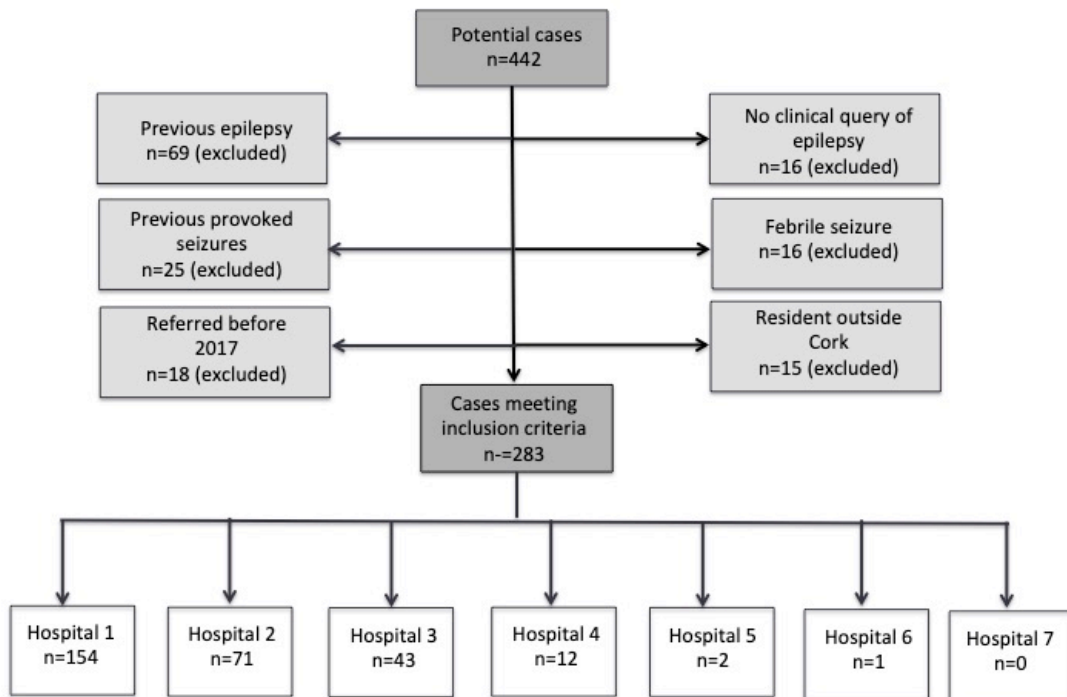 Potential cases
n=442
Previous epilepsy
n=69 (excluded)
No clinical query of
epilepsy
n=16 (excluded)
Previous provoked
seizures
n=25 (excluded)
Febrile seizure
n=16 (excluded)
Referred before
2017
n=18 (excluded)
Resident outside
Cork
n=15 (excluded)
Cases meeting
inclusion criteria
n-=283
Hospital 1
n=154
Hospital 2
n=71
Hospital 3
n=43
Hospital 4
n=12
Hospital 5
n=2
Hospital 6
n=1
Hospital 7
n=0